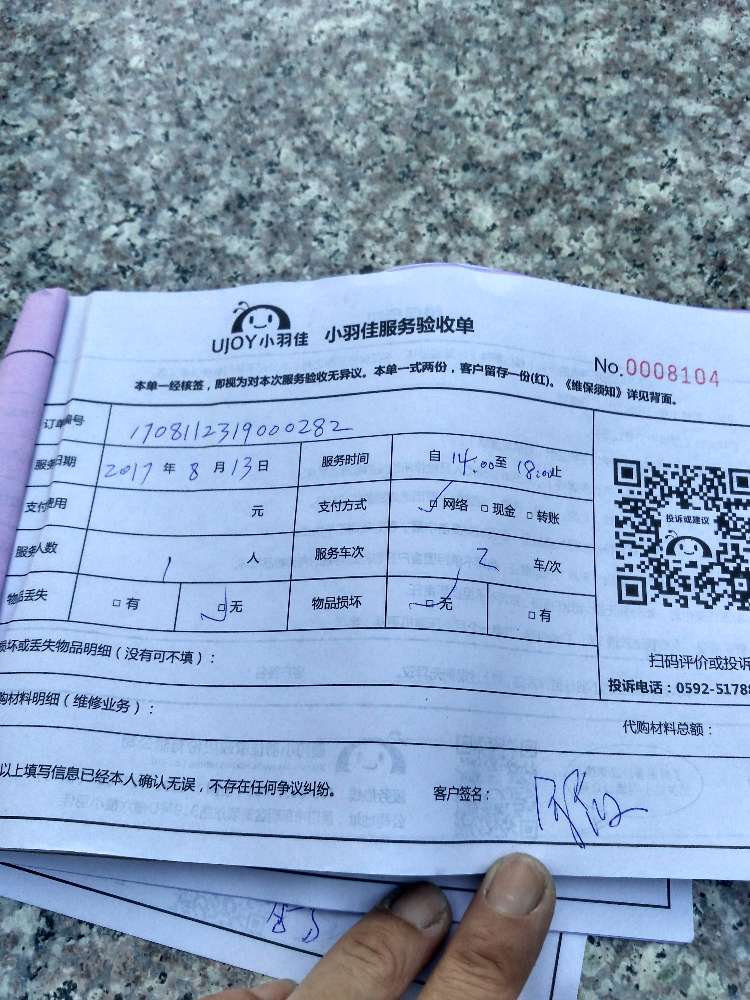 UJOY小羽佳 小羽佳服务验收单
No.0008104
本单一经核签，即视为对本次服务验收无异议。本单一式两份，客户留存一份(红)。《维保须知》详见背面。
订单编号 1708112319000282
服务日期 2017 年 8 月 13 日 服务时间 自 14:00 至 18:00 止
支付费用 元 支付方式 □ 网络 □ 现金 □ 转账
服务人数 1 人 服务车次 2 车/次
物品丢失 □ 有 □ 无 物品损坏 □ 无 □ 有
投诉或建议
扫码评价或投诉
投诉电话：0592-5178
损坏或丢失物品明细（没有可不填）：
购材料明细（维修业务）：
代购材料总额：
以上填写信息已经本人确认无误，不存在任何争议纠纷。 客户签名：